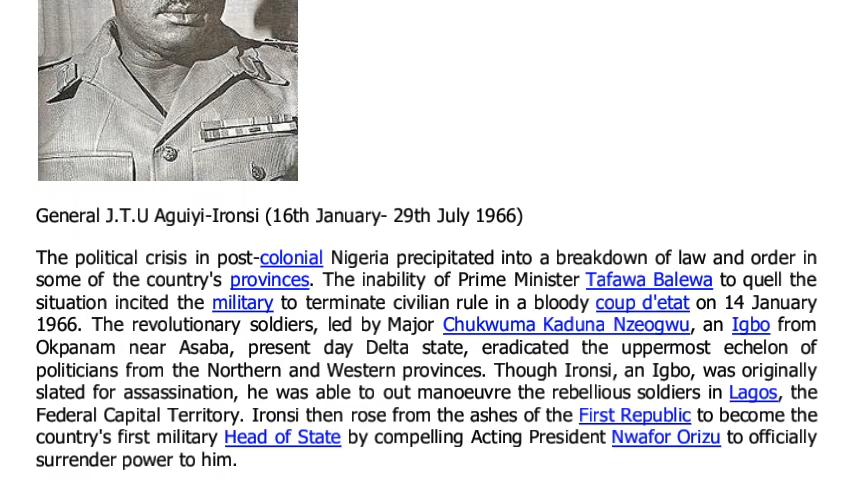 General J.T.U Aguiyi-Ironsi (16th January- 29th July 1966)
The political crisis in post-colonial Nigeria precipitated into a breakdown of law and order in
some of the country's provinces. The inability of Prime Minister Tafawa Balewa to quell the
situation incited the military to terminate civilian rule in a bloody coup d'etat on 14 January
1966. The revolutionary soldiers, led by Major Chukwuma Kaduna Nzeogwu, an Igbo from
Okpanam near Asaba, present day Delta state, eradicated the uppermost echelon of
politicians from the Northern and Western provinces. Though Ironsi, an Igbo, was originally
slated for assassination, he was able to out manoeuvre the rebellious soldiers in Lagos, the
Federal Capital Territory. Ironsi then rose from the ashes of the First Republic to become the
country's first military Head of State by compelling Acting President Nwafor Orizu to officially
surrender power to him.